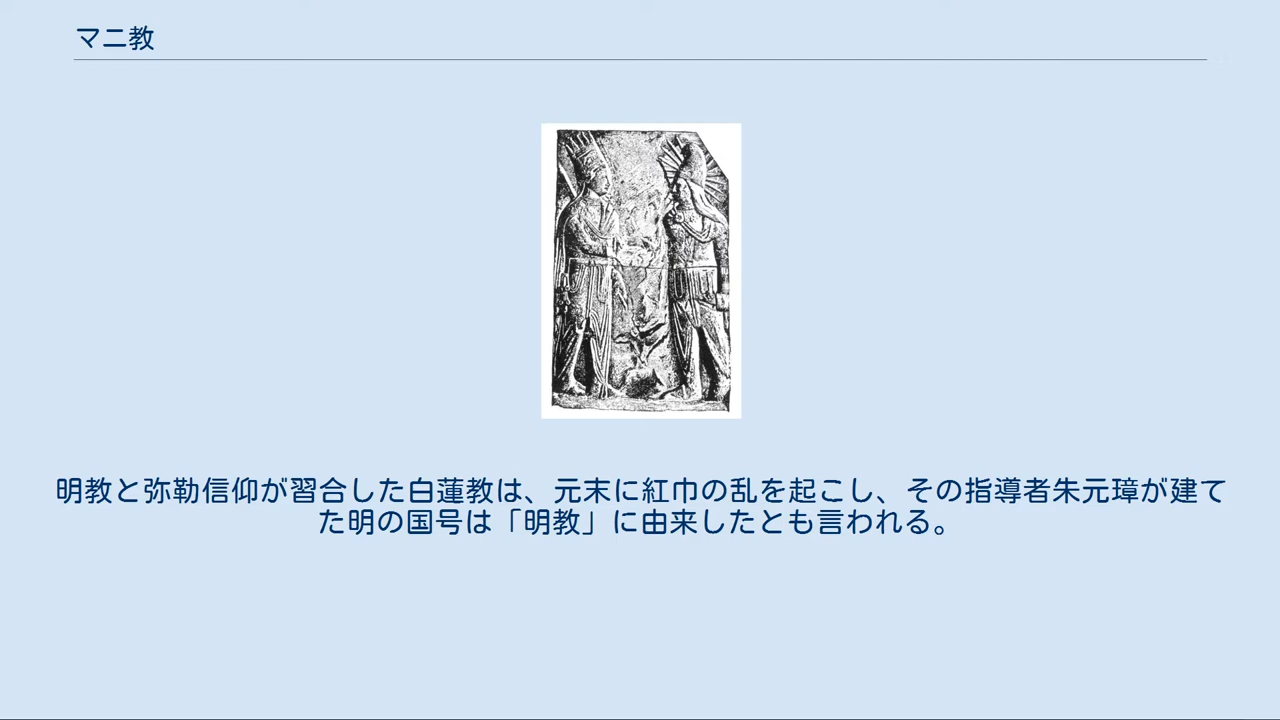 マニ教
明教と弥勒信仰が習合した白蓮教は、元末に紅巾の乱を起こし、その指導者朱元璋が建て
た明の国号は「明教」に由来したとも言われる。